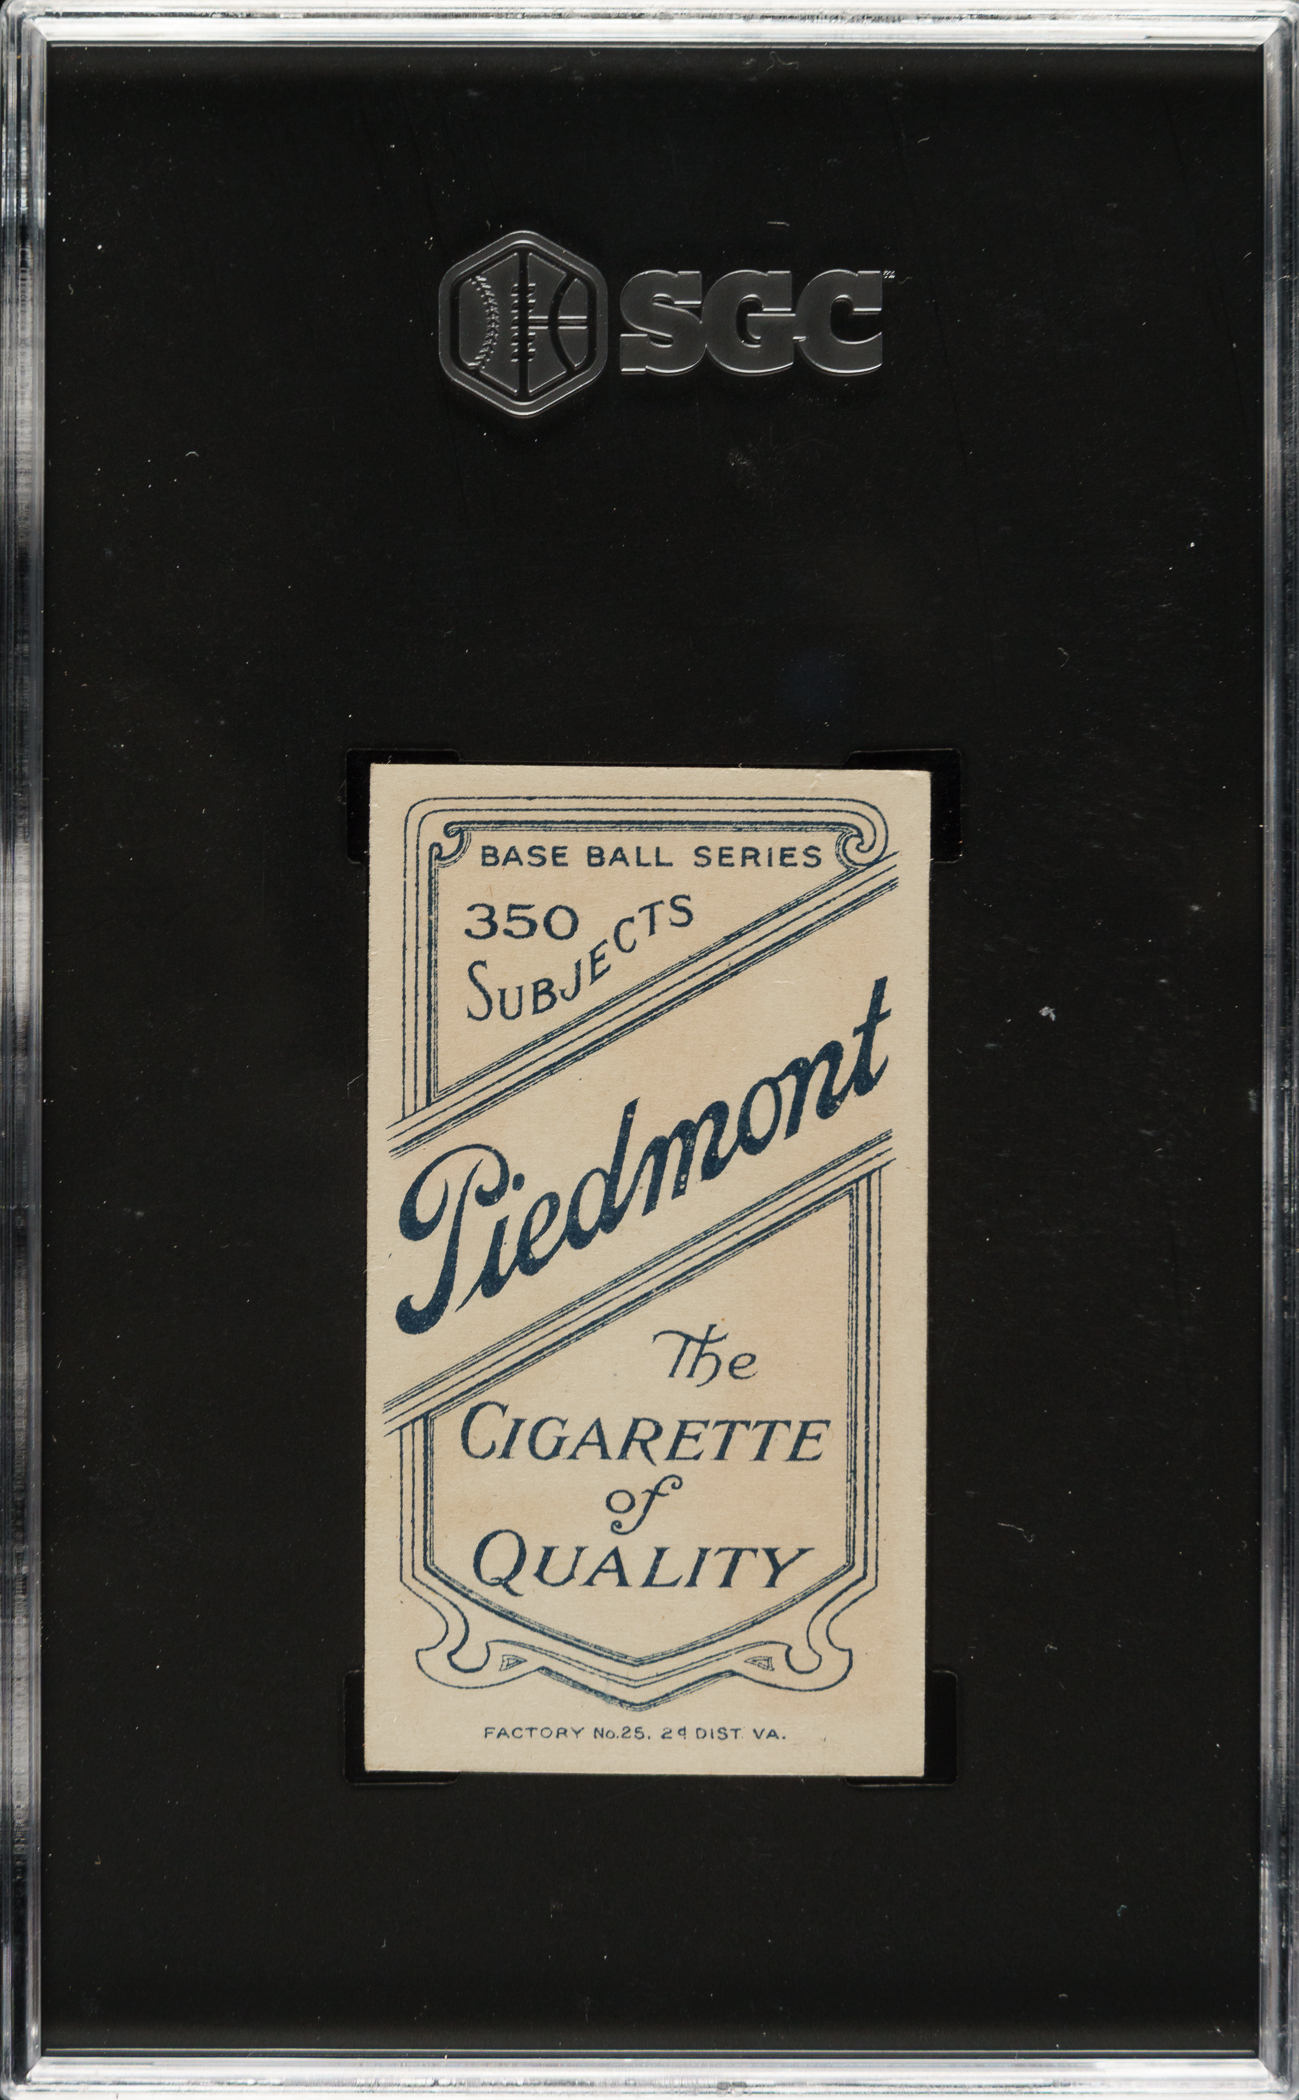 SGC
BASE BALL SERIES
350
SUBJECTS
Piedmont
The
CIGARETTE
of
QUALITY
FACTORY No.25, 2d DIST. VA.